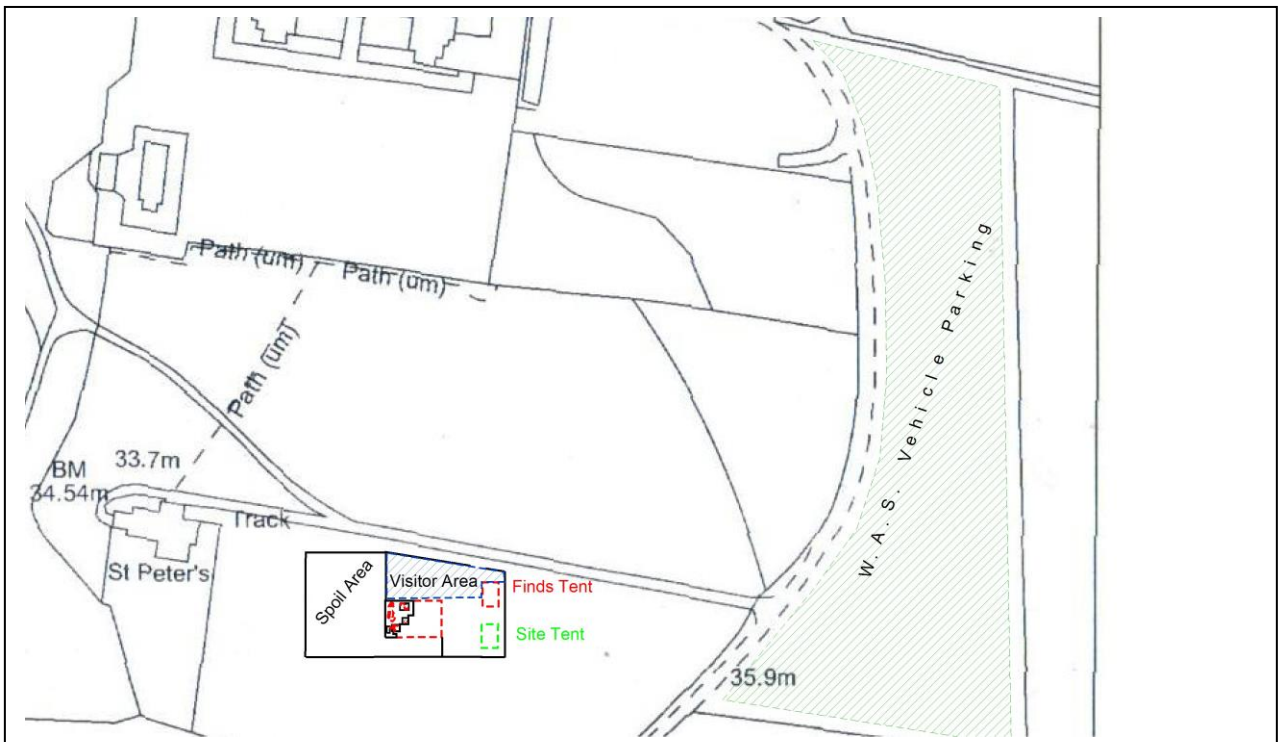 Path (um)
Path (um)
Path (um)
W. A. S. Vehicle Parking
33.7m
BM
34.54m
Track
St Peter's
Spoil Area
Visitor Area
Finds Tent
Site Tent
35.9m